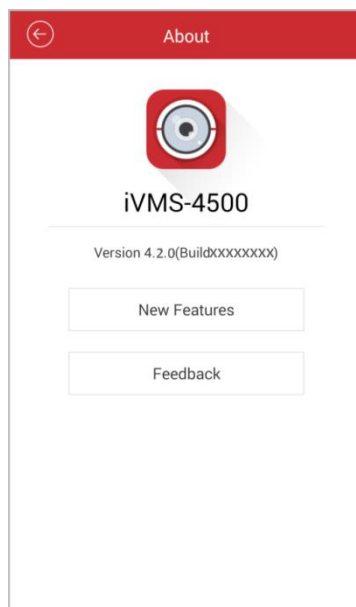 About
iVMS-4500
Version 4.2.0(BuildXXXXXXXX)
New Features
Feedback